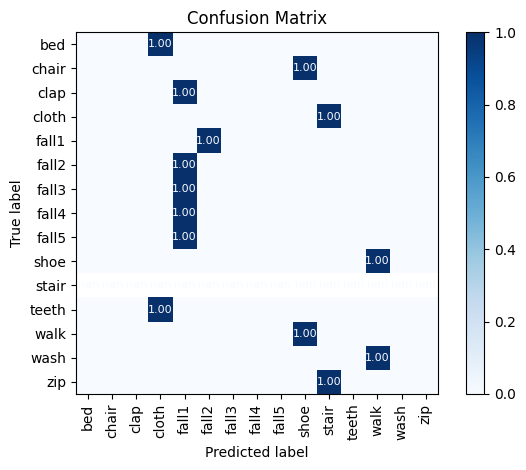 Confusion Matrix
True label
bed 1.00
chair 1.00
clap 1.00
cloth 1.00
fall1 1.00
fall2 1.00
fall3 1.00
fall4 1.00
fall5 1.00
shoe 1.00
stair
teeth 1.00
walk 1.00
wash 1.00
zip 1.00
bed chair clap cloth fall1 fall2 fall3 fall4 fall5 shoe stair teeth walk wash zip
Predicted label
1.0
0.8
0.6
0.4
0.2
0.0